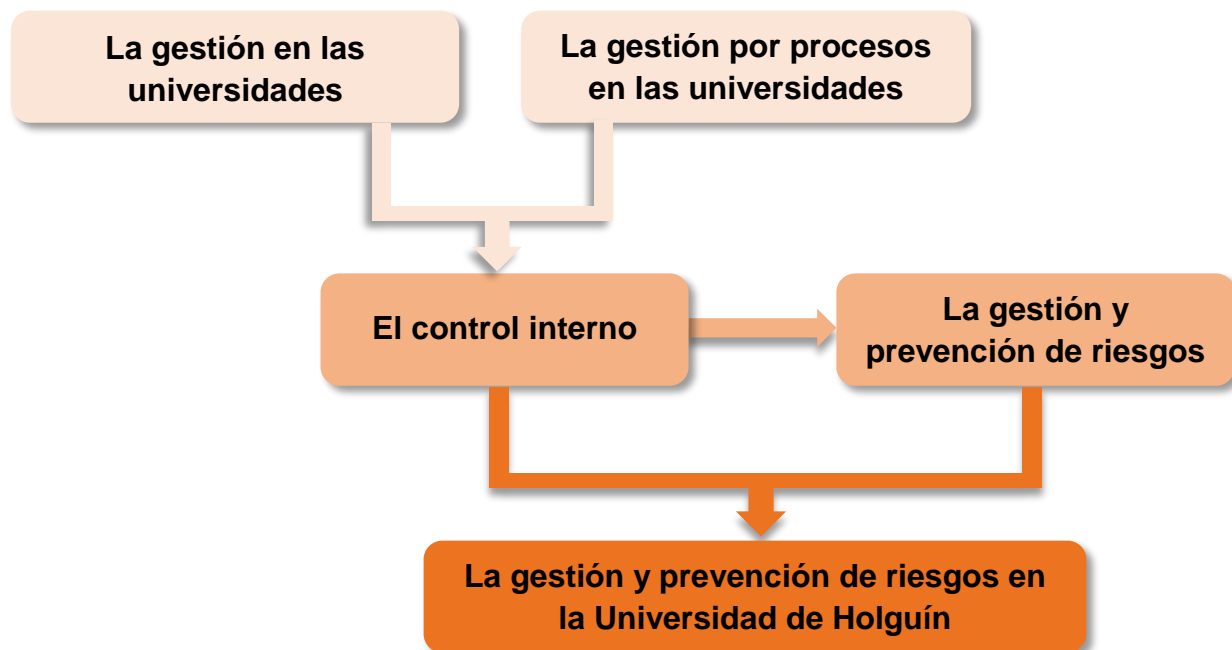 La gestión en las
universidades
La gestión por procesos
en las universidades
El control interno
La gestión y
prevención de riesgos
La gestión y prevención de riesgos en
la Universidad de Holguín